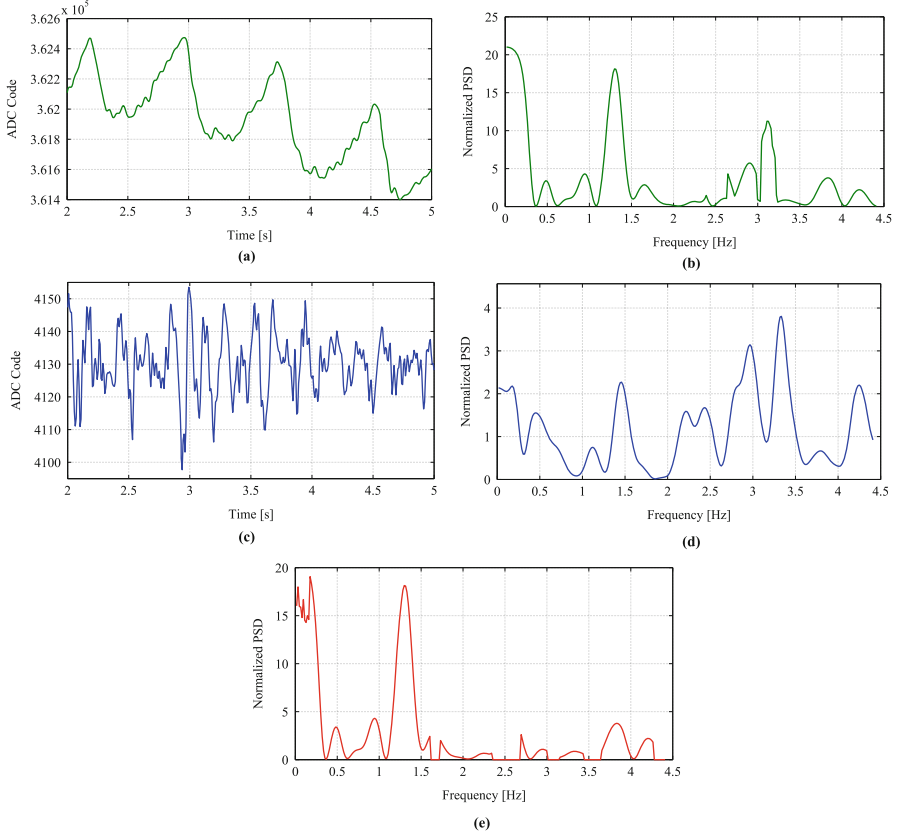 3.626 x 10^5
3.624
3.622
3.62
3.618
3.616
3.614
ADC Code
2 2.5 3 3.5 4 4.5 5
Time [s]
(a)
25
20
15
10
5
0
Normalized PSD
0 0.5 1 1.5 2 2.5 3 3.5 4 4.5
Frequency [Hz]
(b)
4150
4140
4130
4120
4110
4100
ADC Code
2 2.5 3 3.5 4 4.5 5
Time [s]
(c)
4
3
2
1
0
Normalized PSD
0 0.5 1 1.5 2 2.5 3 3.5 4 4.5
Frequency [Hz]
(d)
20
15
10
5
0
Normalized PSD
0 0.5 1 1.5 2 2.5 3 3.5 4 4.5
Frequency [Hz]
(e)